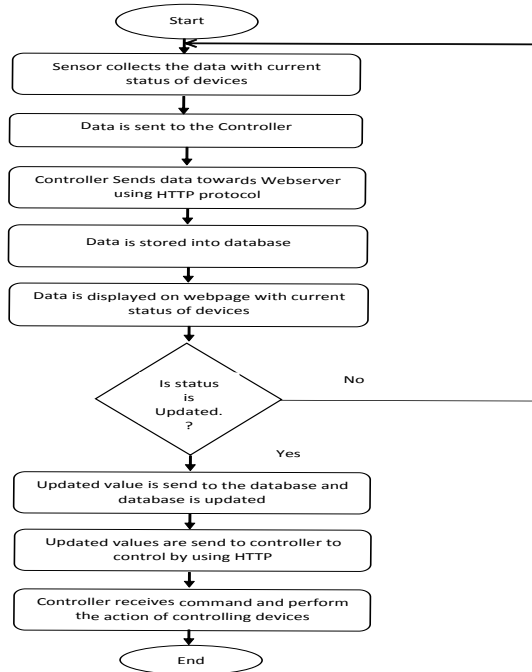 Start
Sensor collects the data with current
status of devices
Data is sent to the Controller
Controller Sends data towards Webserver
using HTTP protocol
Data is stored into database
Data is displayed on webpage with current
status of devices
Is status
is
Updated.
?
No
Yes
Updated value is send to the database and
database is updated
Updated values are send to controller to
control by using HTTP
Controller receives command and perform
the action of controlling devices
End